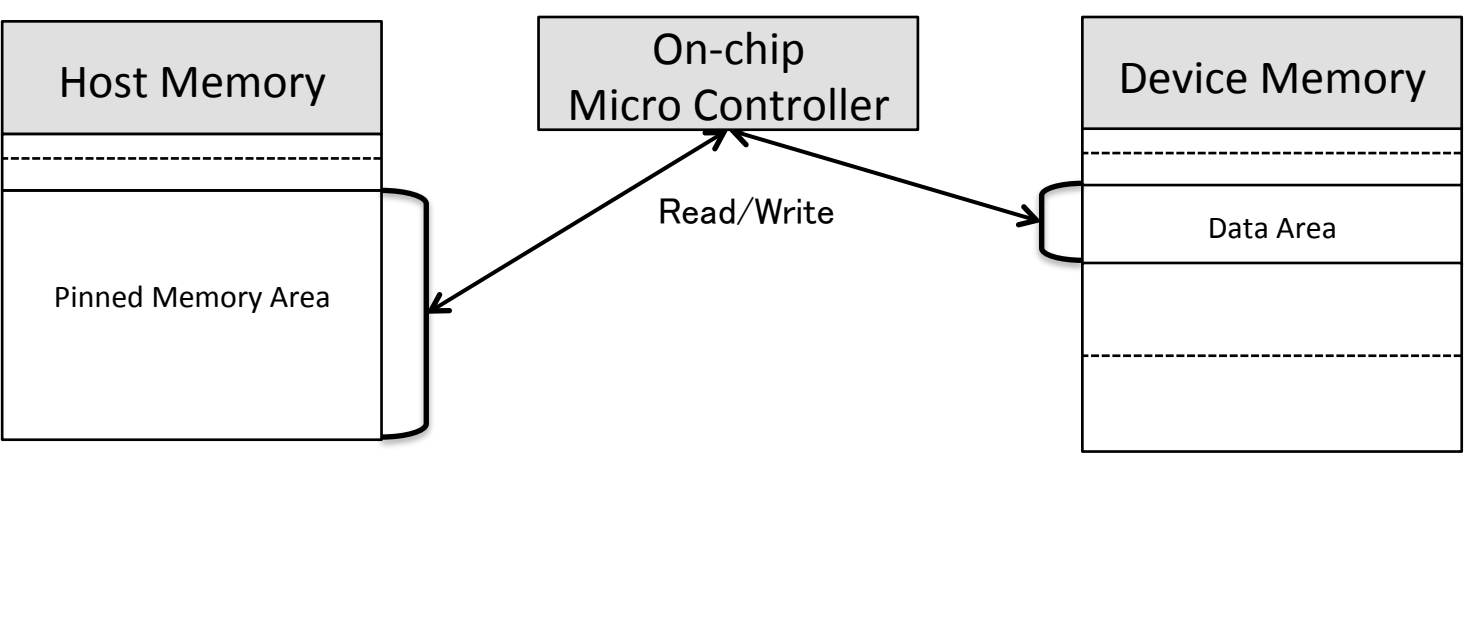 Host Memory
On-chip
Micro Controller
Device Memory
Read/Write
Data Area
Pinned Memory Area